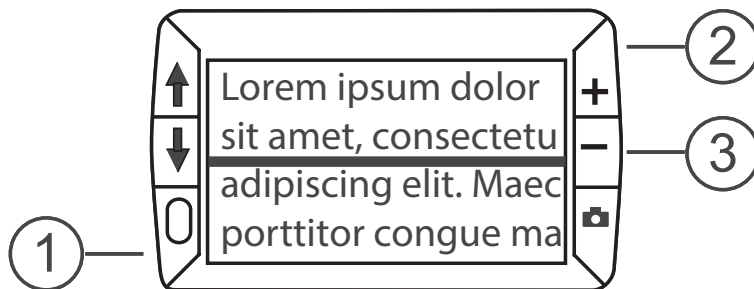 2
Lorem ipsum dolor
+
sit amet, consectetu
−
3
adipiscing elit. Maec
porttitor congue ma
1